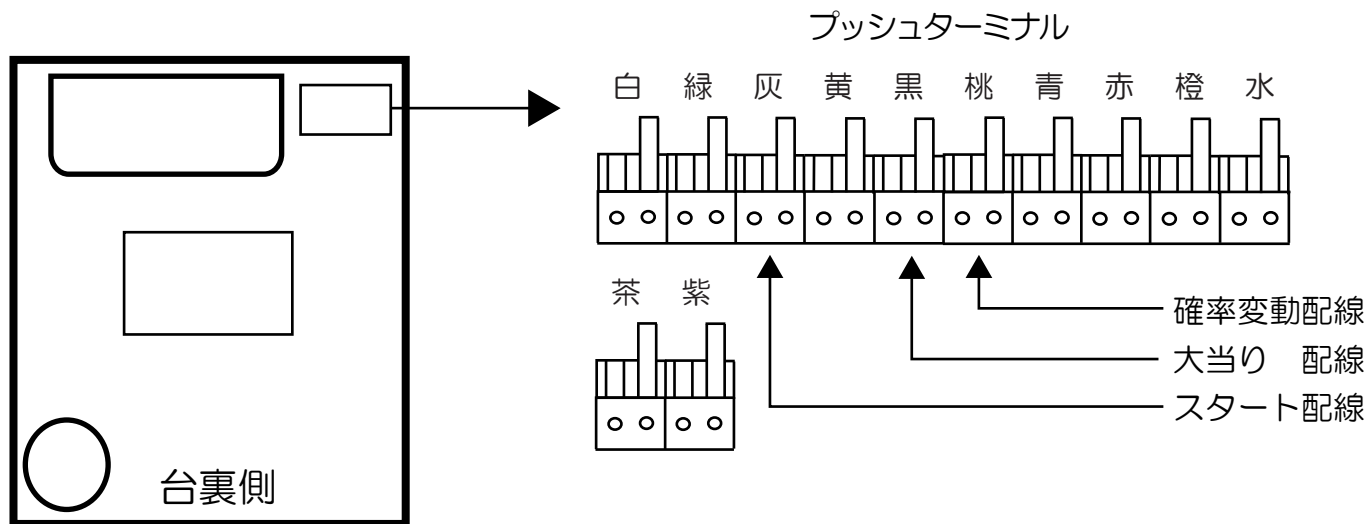 プッシュターミナル
白 緑 灰 黄 黒 桃 青 赤 橙 水
茶 紫
確率変動配線
大当り　配線
スタート配線
台裏側